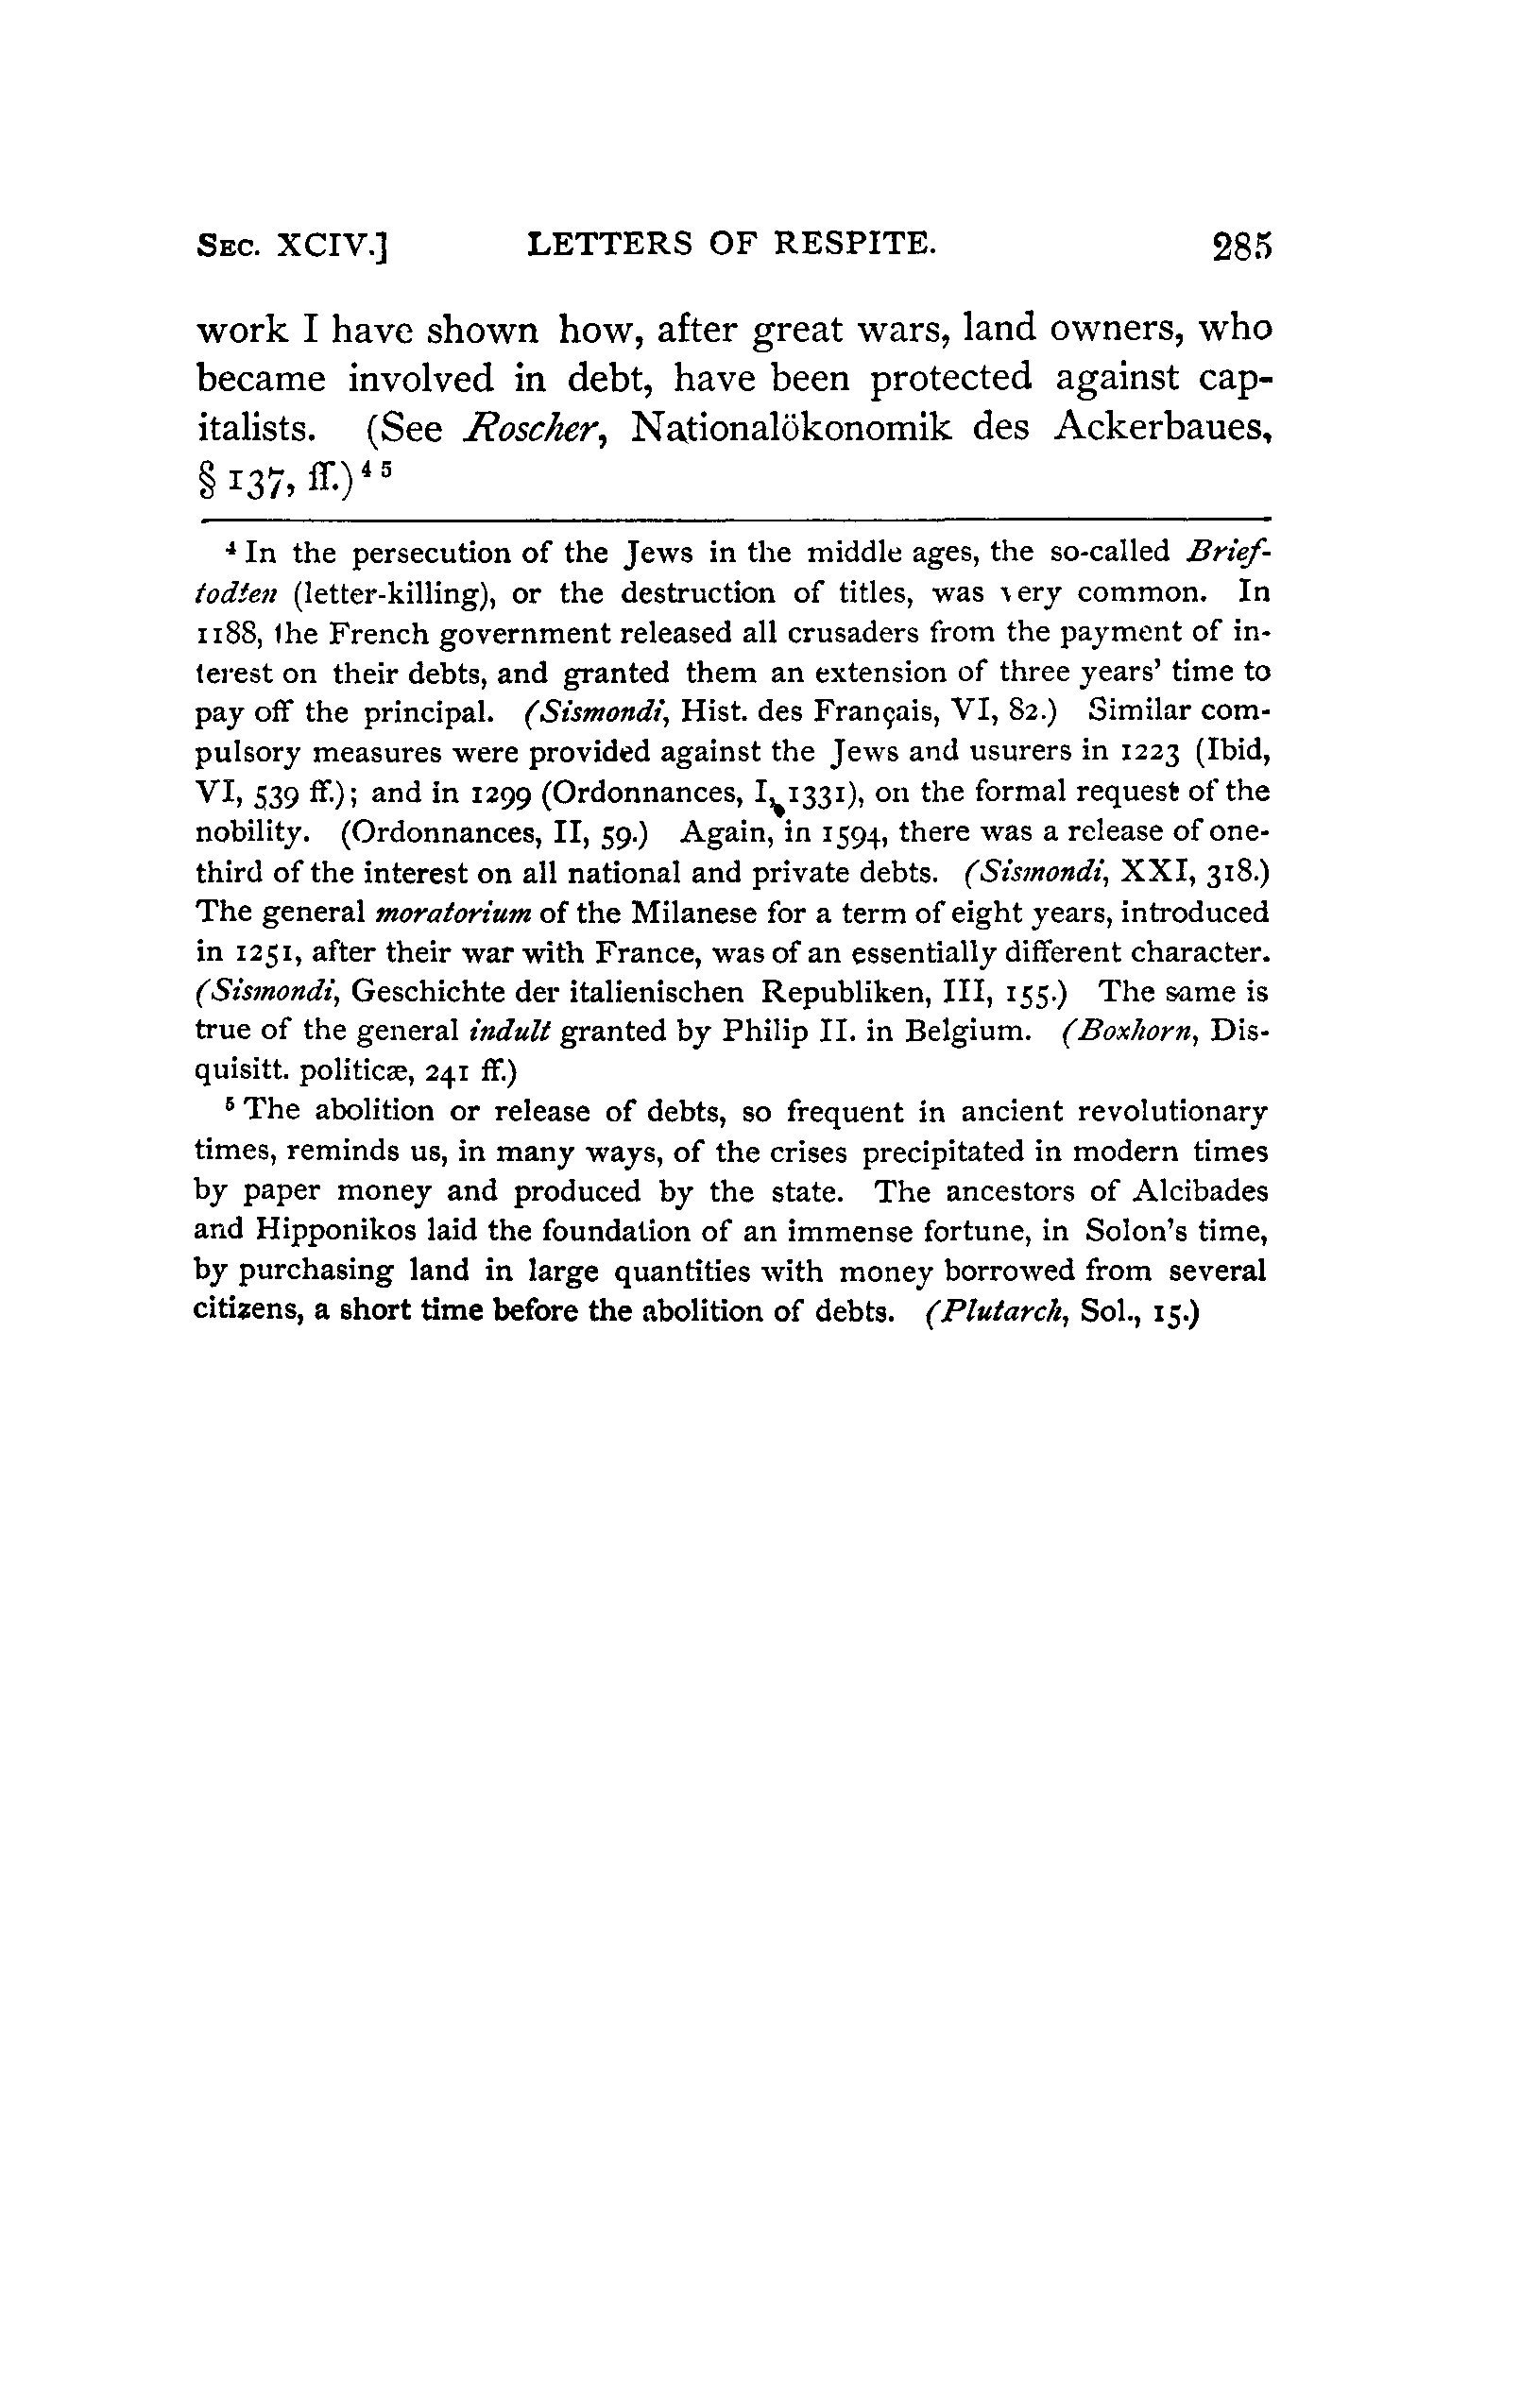 SEC. XCIV.] LETTERS OF RESPITE. 285
work I have shown how, after great wars, land owners, who
became involved in debt, have been protected against cap-
italists. (See Roscher, Nationalökonomik des Ackerbaues,
§ 137, ff.)⁴ ⁵
⁴ In the persecution of the Jews in the middle ages, the so-called Brief-
todten (letter-killing), or the destruction of titles, was very common. In
1188, the French government released all crusaders from the payment of in-
terest on their debts, and granted them an extension of three years' time to
pay off the principal. (Sismondi, Hist. des Français, VI, 82.) Similar com-
pulsory measures were provided against the Jews and usurers in 1223 (Ibid,
VI, 539 ff.); and in 1299 (Ordonnances, I, 1331), on the formal request of the
nobility. (Ordonnances, II, 59.) Again, in 1594, there was a release of one-
third of the interest on all national and private debts. (Sismondi, XXI, 318.)
The general moratorium of the Milanese for a term of eight years, introduced
in 1251, after their war with France, was of an essentially different character.
(Sismondi, Geschichte der italienischen Republiken, III, 155.) The same is
true of the general indult granted by Philip II. in Belgium. (Boxhorn, Dis-
quisitt. politicæ, 241 ff.)
⁵ The abolition or release of debts, so frequent in ancient revolutionary
times, reminds us, in many ways, of the crises precipitated in modern times
by paper money and produced by the state. The ancestors of Alcibades
and Hipponikos laid the foundation of an immense fortune, in Solon's time,
by purchasing land in large quantities with money borrowed from several
citizens, a short time before the abolition of debts. (Plutarch, Sol., 15.)